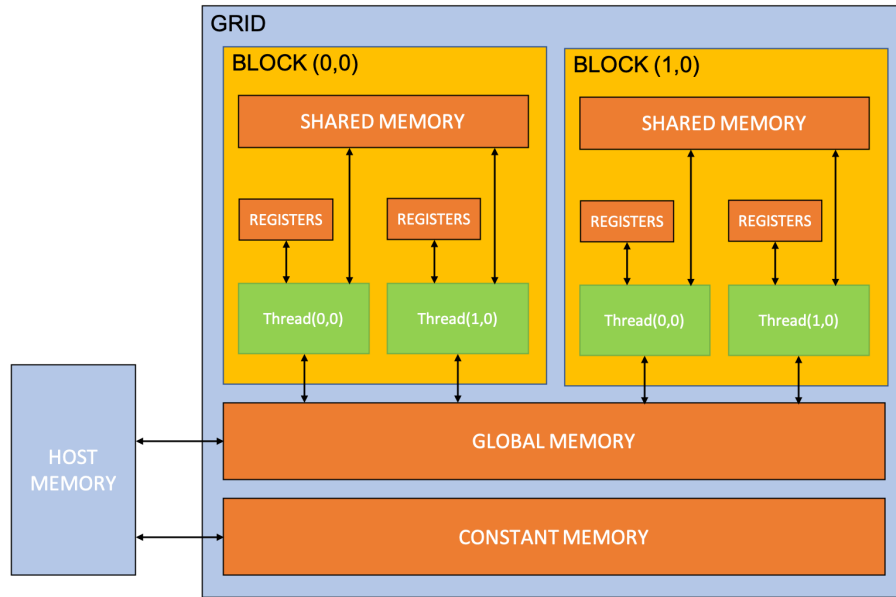 GRID
BLOCK (0,0)
SHARED MEMORY
REGISTERS
REGISTERS
Thread(0,0)
Thread(1,0)
BLOCK (1,0)
SHARED MEMORY
REGISTERS
REGISTERS
Thread(0,0)
Thread(1,0)
HOST
MEMORY
GLOBAL MEMORY
CONSTANT MEMORY